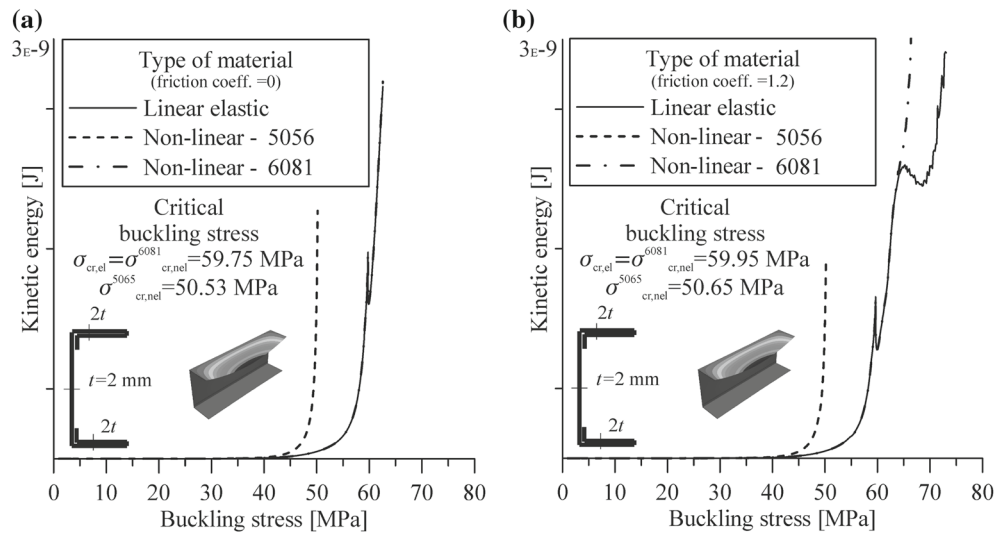 (a)
3E-9
Type of material
(friction coeff. =0)
Linear elastic
Non-linear - 5056
Non-linear - 6081
Kinetic energy [J]
Critical
buckling stress
σcr,el=σ6081cr,nel=59.75 MPa
σ5065cr,nel=50.53 MPa
2t
t=2 mm
2t
0 10 20 30 40 50 60 70 80
Buckling stress [MPa]
(b)
3E-9
Type of material
(friction coeff. =1.2)
Linear elastic
Non-linear - 5056
Non-linear - 6081
Kinetic energy [J]
Critical
buckling stress
σcr,el=σ6081cr,nel=59.95 MPa
σ5065cr,nel=50.65 MPa
2t
t=2 mm
2t
0 10 20 30 40 50 60 70 80
Buckling stress [MPa]